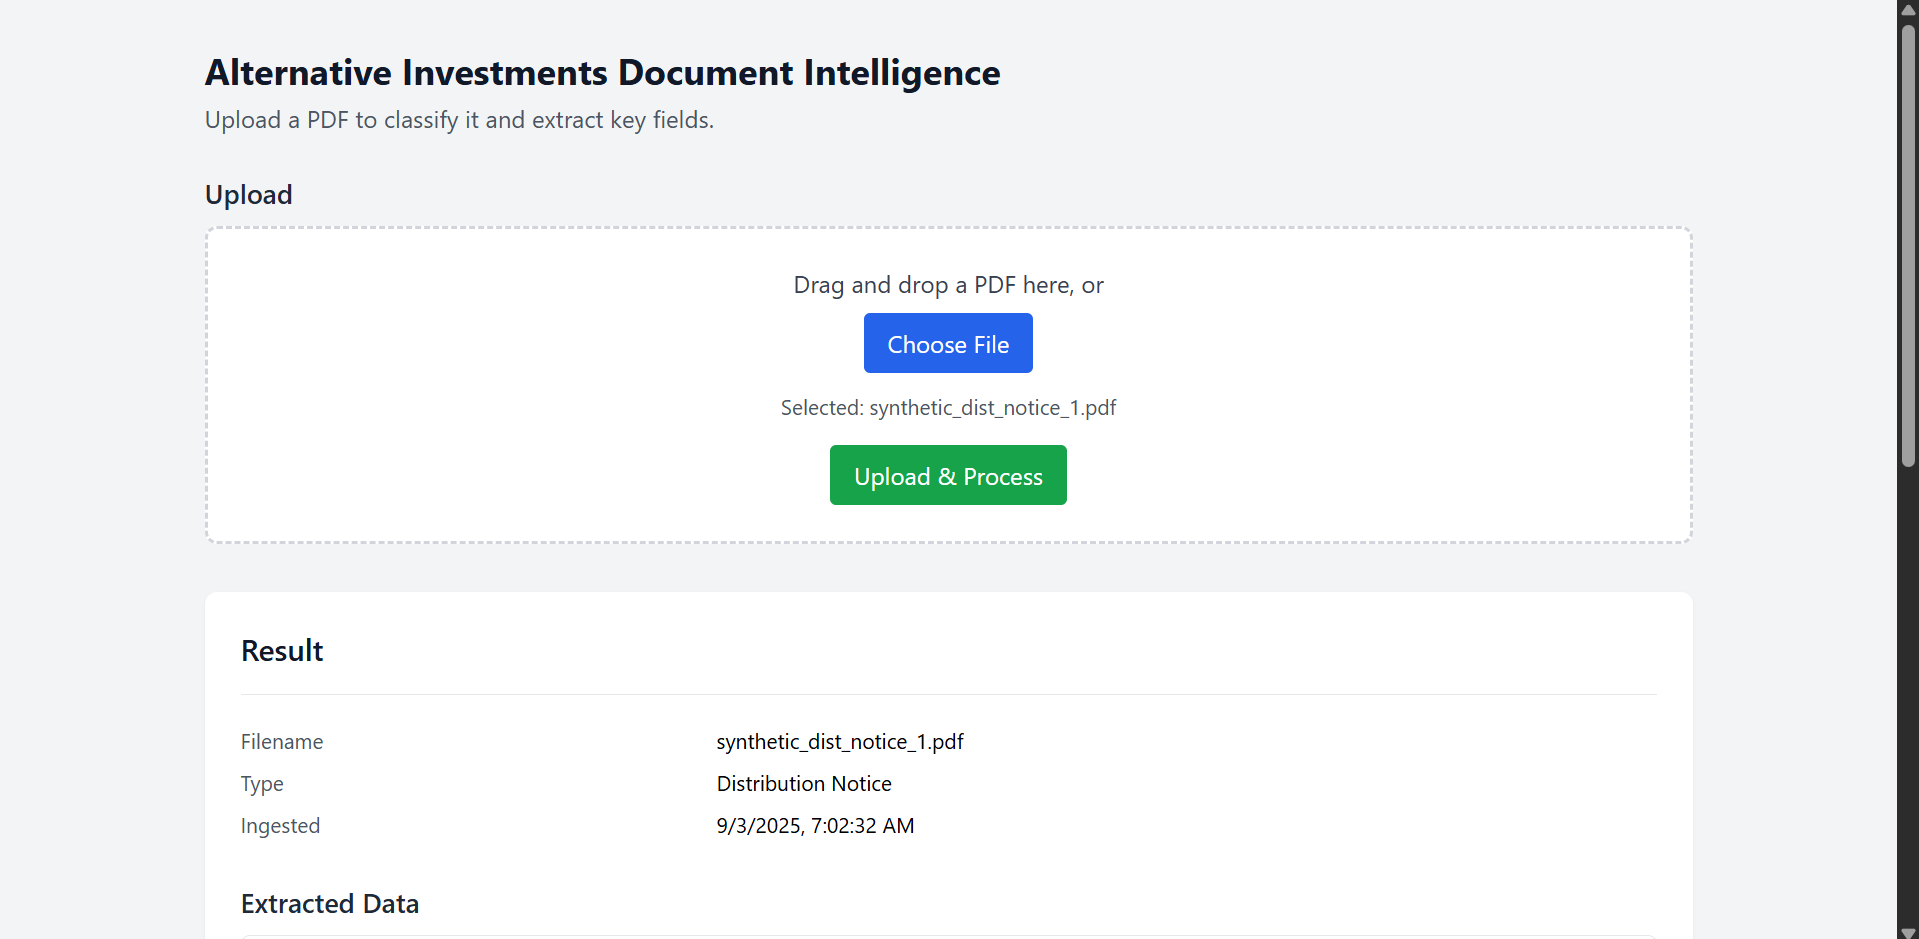 Alternative Investments Document Intelligence
Upload a PDF to classify it and extract key fields.
Upload
Drag and drop a PDF here, or
Choose File
Selected: synthetic_dist_notice_1.pdf
Upload & Process
Result
Filename synthetic_dist_notice_1.pdf
Type Distribution Notice
Ingested 9/3/2025, 7:02:32 AM
Extracted Data